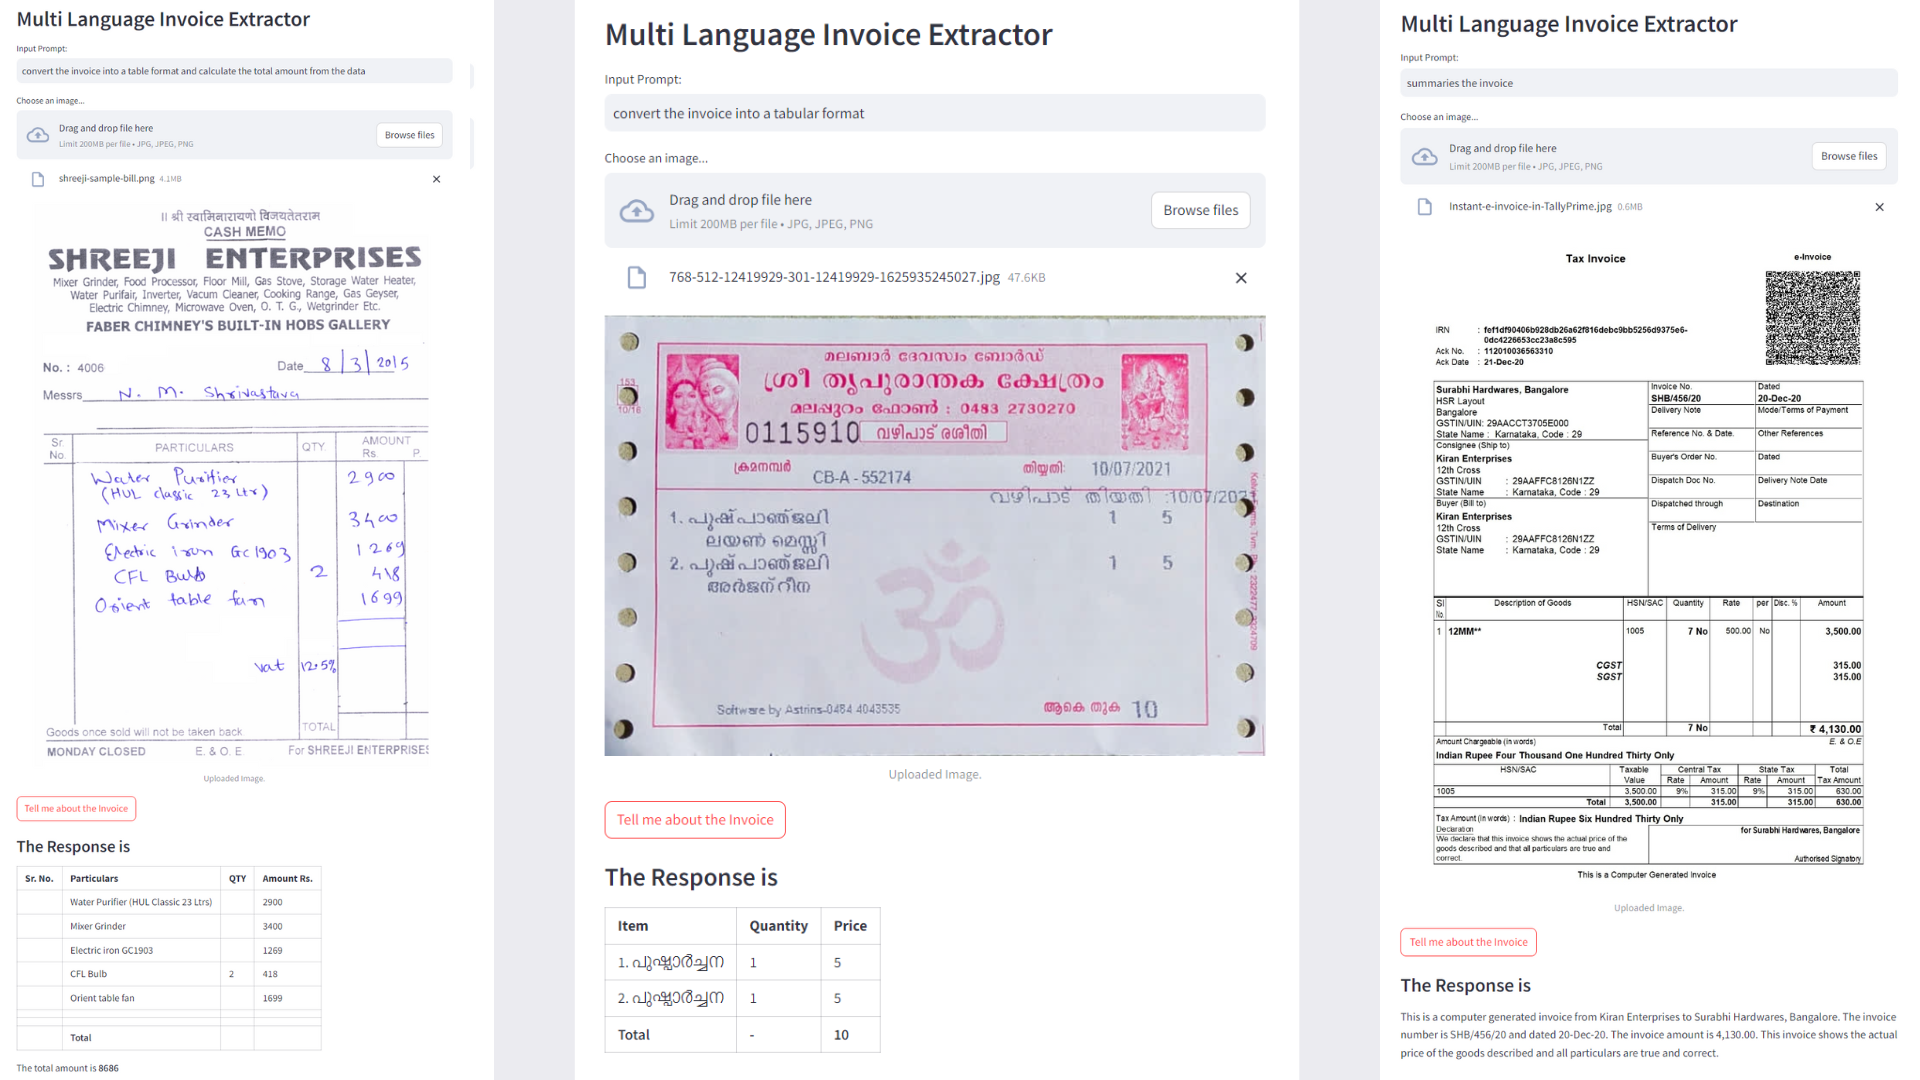 Multi Language Invoice Extractor
Input Prompt:
convert the invoice into a table format and calculate the total amount from the data
Choose an image...
Drag and drop file here
Limit 200MB per file • JPG, JPEG, PNG
Browse files
shreeji-sample-bill.png 4.1MB
॥ श्री स्वामिनारायणो विजयतेतराम
CASH MEMO
SHREEJI ENTERPRISES
Mixer Grinder, Food Processor, Floor Mill, Gas Stove, Storage Water Heater,
Water Purifair, Inverter, Vacum Cleaner, Cooking Range, Gas Geyser,
Electric Chimney, Microwave Oven, O. T. G., Wetgrinder Etc.
FABER CHIMNEY'S BUILT-IN HOBS GALLERY
No. : 4006 Date 8/3/2015
Messrs N. M. Shrivastava
Sr. No. PARTICULARS QTY. AMOUNT Rs. P.
Water Purifier 2900
(HUL classic 23 Ltr)
Mixer Grinder 3400
Electric iron GC1903 1269
CFL Bulb 2 418
Orient table fan 1699
Vat 12.5%
TOTAL
Goods once sold will not be taken back
MONDAY CLOSED E. & O. E. For SHREEJI ENTERPRISES
Uploaded Image.
Tell me about the Invoice
The Response is
Sr. No. Particulars QTY Amount Rs.
Water Purifier (HUL Classic 23 Ltrs) 2900
Mixer Grinder 3400
Electric iron GC1903 1269
CFL Bulb 2 418
Orient table fan 1699
Total
The total amount is 8686
Multi Language Invoice Extractor
Input Prompt:
convert the invoice into a tabular format
Choose an image...
Drag and drop file here
Limit 200MB per file • JPG, JPEG, PNG
Browse files
768-512-12419929-301-12419929-1625935245027.jpg 47.6KB
മലബാർ ദേവസ്വം ബോർഡ്
ശ്രീ തൃപുരാന്തക ക്ഷേത്രം
മലപ്പുറം ഫോൺ : 0483 2730270
153
10/18
0115910 വഴിപാട് രശീതി
ക്രമനമ്പർ CB-A - 552174 തിയ്യതി: 10/07/2021
വഴിപാട് തിയതി :10/07/202
1. പുഷ്പാഞ്ജലി 1 5
ലയൺ മെസ്സി
2. പുഷ്പാഞ്ജലി 1 5
അർജന്റീന
ॐ
Software by Astrins-0484 4043535 ആകെ തുക 10
Uploaded Image.
Tell me about the Invoice
The Response is
Item Quantity Price
1. പുഷ്പാർച്ചന 1 5
2. പുഷ്പാർച്ചന 1 5
Total - 10
Multi Language Invoice Extractor
Input Prompt:
summaries the invoice
Choose an image...
Drag and drop file here
Limit 200MB per file • JPG, JPEG, PNG
Browse files
Instant-e-invoice-in-TallyPrime.jpg 0.6MB
Tax Invoice e-Invoice
IRN : fef1df90406b928db26a62f816debc9bb5256d9375e6-
0dc4226653cc23a8c595
Ack No. : 112010036563310
Ack Date : 21-Dec-20
Surabhi Hardwares, Bangalore
HSR Layout
Bangalore
GSTIN/UIN: 29AACCT3705E000
State Name : Karnataka, Code : 29
Consignee (Ship to)
Kiran Enterprises
12th Cross
GSTIN/UIN : 29AAFFC8126N1ZZ
State Name : Karnataka, Code : 29
Buyer (Bill to)
Kiran Enterprises
12th Cross
GSTIN/UIN : 29AAFFC8126N1ZZ
State Name : Karnataka, Code : 29
Invoice No. Dated
SHB/456/20 20-Dec-20
Delivery Note Mode/Terms of Payment
Reference No. & Date. Other References
Buyer's Order No. Dated
Dispatch Doc No. Delivery Note Date
Dispatched through Destination
Terms of Delivery
Sl No. Description of Goods HSN/SAC Quantity Rate per Disc. % Amount
1 12MM** 1005 7 No 500.00 No 3,500.00
CGST 315.00
SGST 315.00
Total 7 No ₹ 4,130.00
Amount Chargeable (in words) E. & O.E
Indian Rupee Four Thousand One Hundred Thirty Only
HSN/SAC Taxable Central Tax State Tax Total
Value Rate Amount Rate Amount Tax Amount
1005 3,500.00 9% 315.00 9% 315.00 630.00
Total 3,500.00 315.00 315.00 630.00
Tax Amount (in words) : Indian Rupee Six Hundred Thirty Only
Declaration
We declare that this invoice shows the actual price of the
goods described and that all particulars are true and
correct.
for Surabhi Hardwares, Bangalore
Authorised Signatory
This is a Computer Generated Invoice
Uploaded Image.
Tell me about the Invoice
The Response is
This is a computer generated invoice from Kiran Enterprises to Surabhi Hardwares, Bangalore. The invoice
number is SHB/456/20 and dated 20-Dec-20. The invoice amount is 4,130.00. This invoice shows the actual
price of the goods described and all particulars are true and correct.